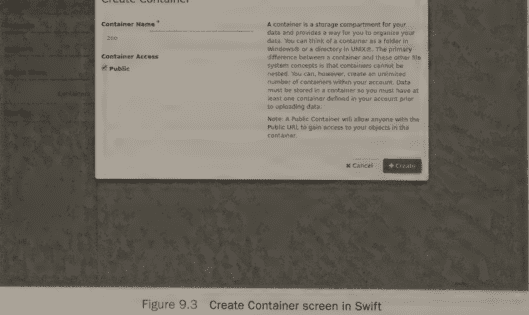 Create Container
Container Name *
zoo
Container Access
Public
A container is a storage compartment for your
data and provides a way for you to organize
your data. You can think of a container as a folder in
Windows® or a directory in UNIX®. The primary
difference between a container and these other file
system concepts is that containers cannot be
nested. You can, however, create an unlimited
number of containers within your account. Data
must be stored in a container so you must have at
least one container defined in your account prior
to uploading data.
Note: A Public Container will allow anyone with the
Public URL to gain access to your objects in the
container.
Cancel
Create
Figure 9.3 Create Container screen in Swift